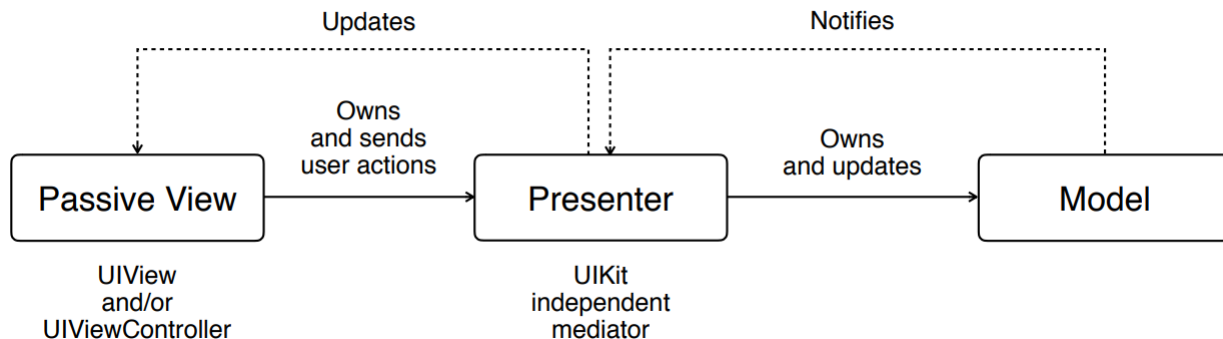 Updates
Notifies
Owns
and sends
user actions
Owns
and updates
Passive View
Presenter
Model
UIView
and/or
UIViewController
UIKit
independent
mediator